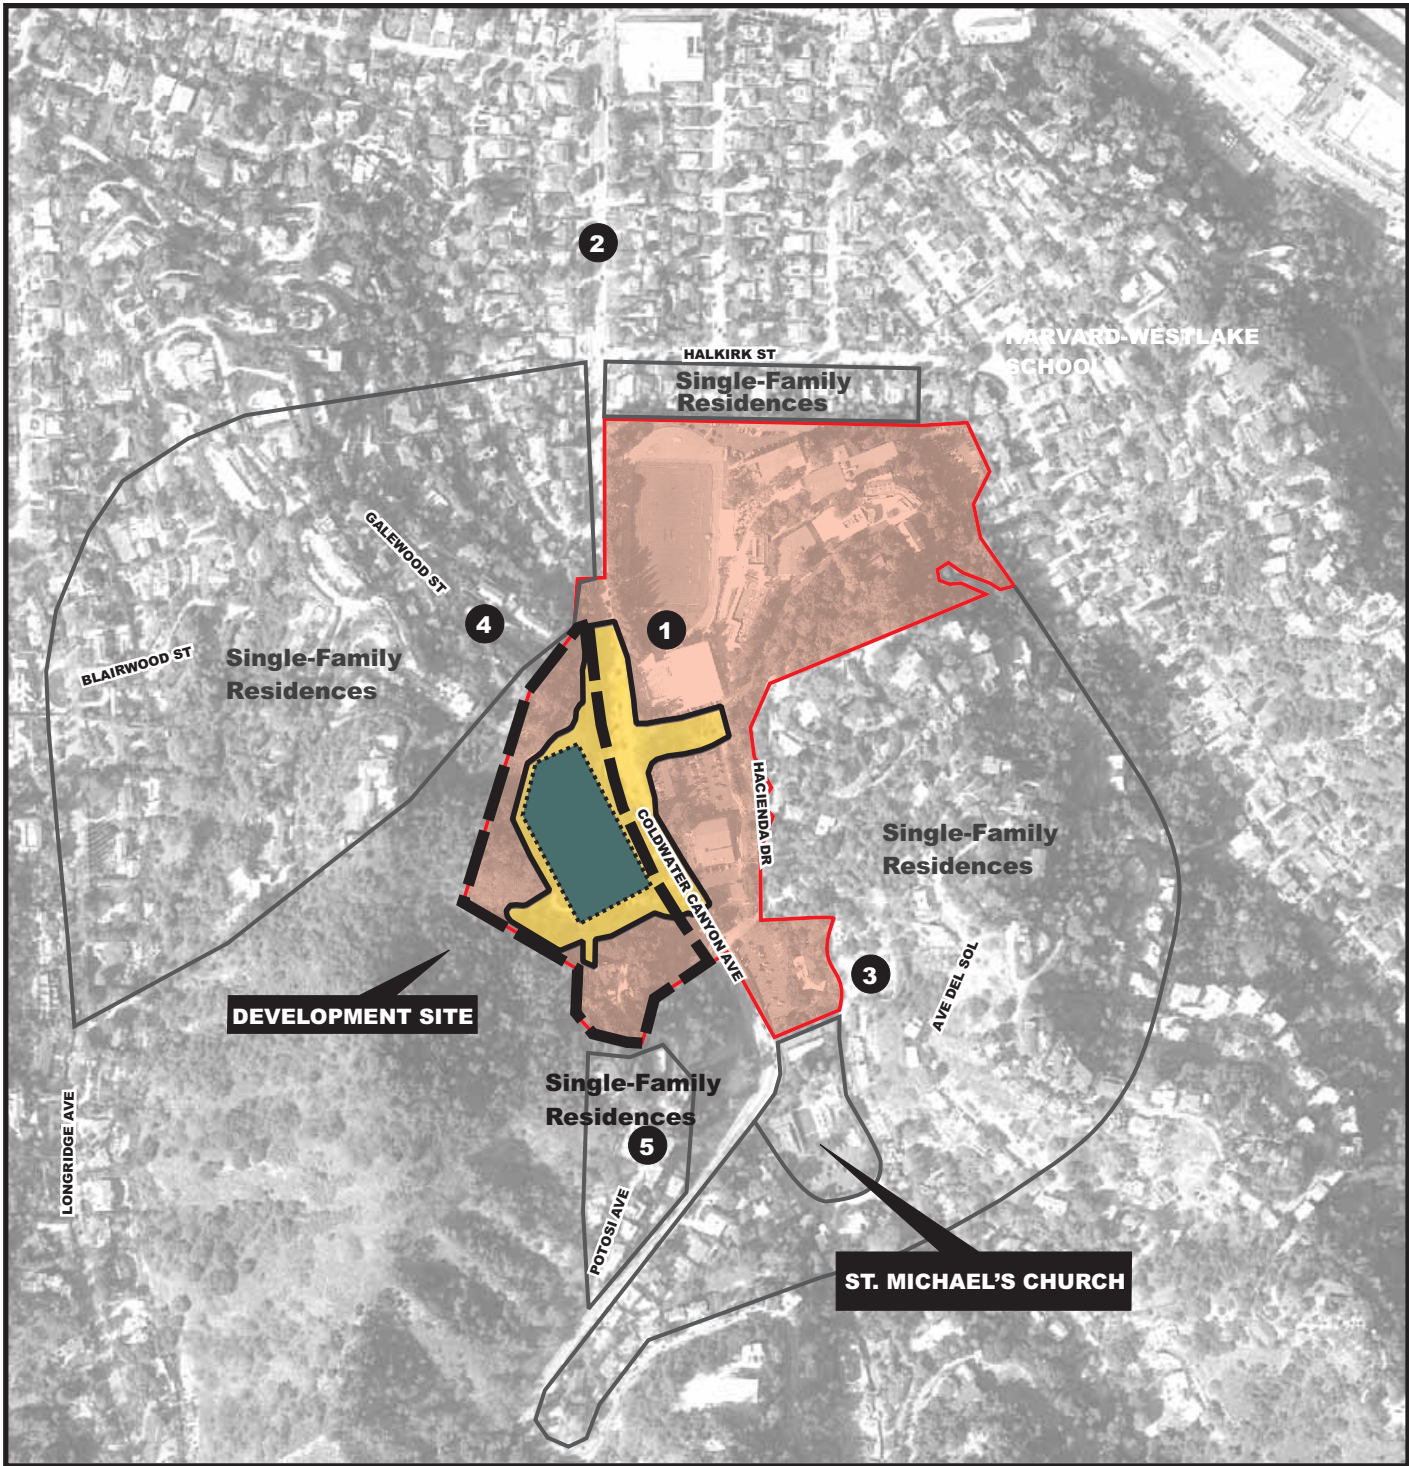 2
HARVARD-WESTLAKE
SCHOOL
HALKIRK ST
Single-Family
Residences
GALEWOOD ST
4
1
BLAIRWOOD ST
Single-Family
Residences
HACIENDA DR
COLDWATER CANYON AVE
Single-Family
Residences
3
AVE DEL SOL
DEVELOPMENT SITE
Single-Family
Residences
5
LONGRIDGE AVE
POTOSI AVE
ST. MICHAEL'S CHURCH